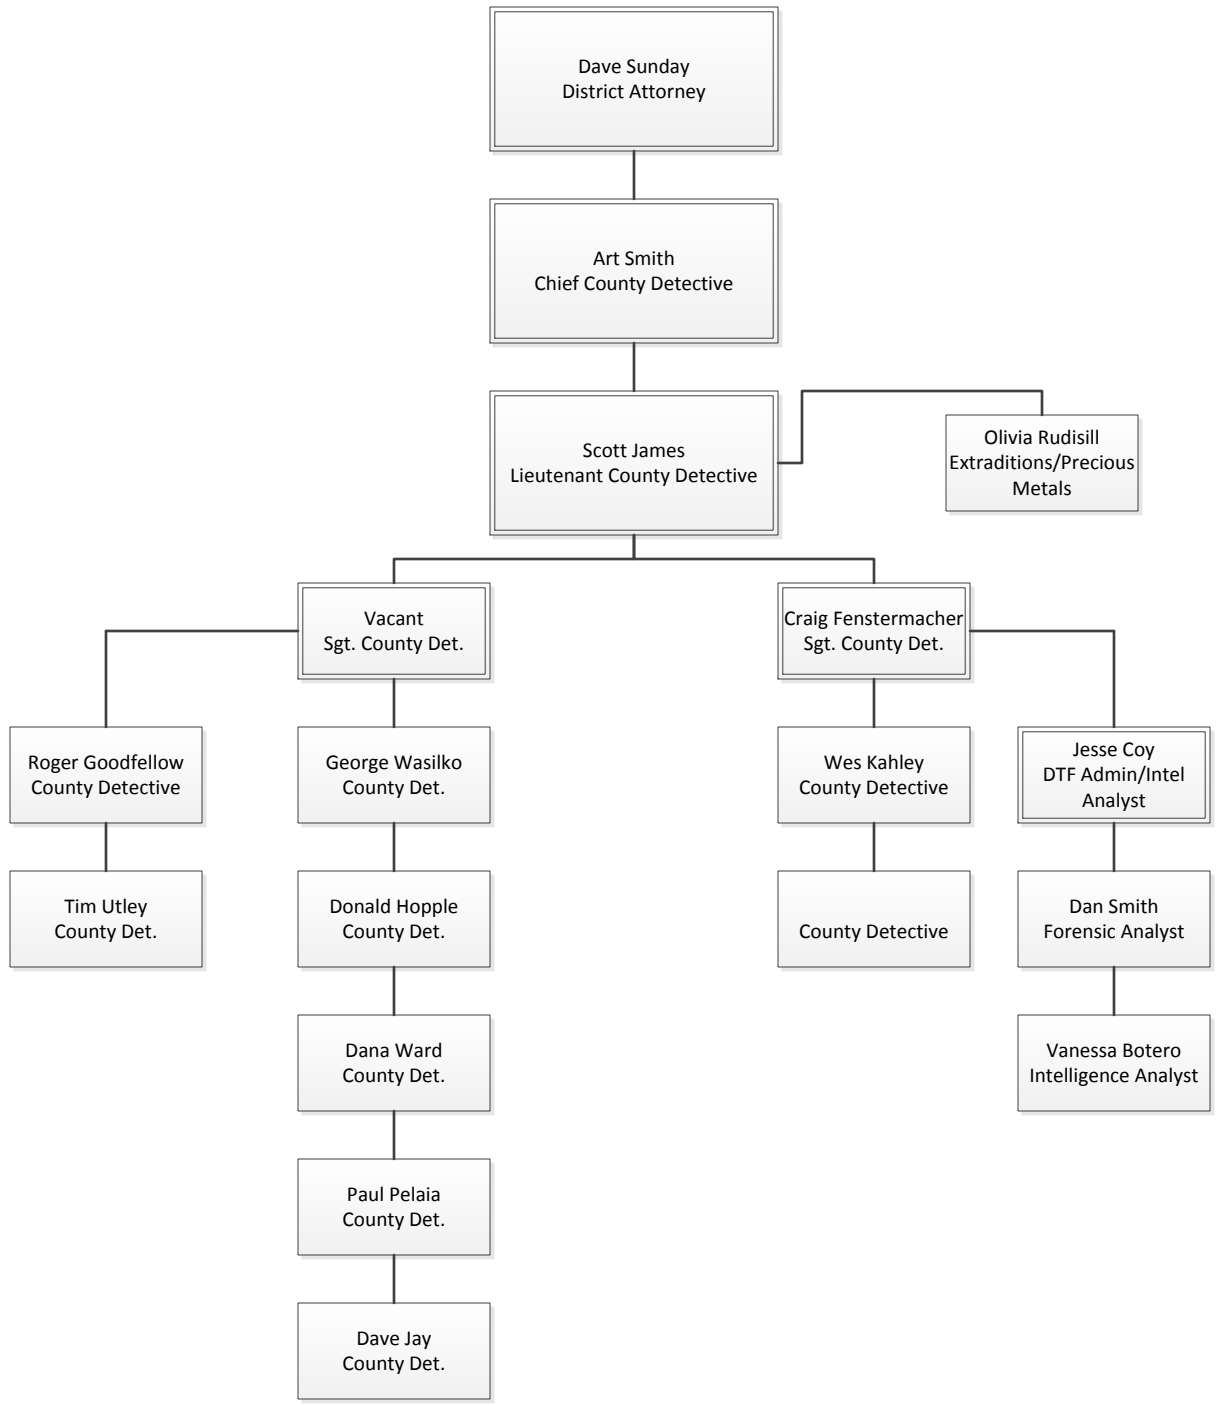 Dave Sunday
District Attorney
Art Smith
Chief County Detective
Scott James
Lieutenant County Detective
Olivia Rudisill
Extraditions/Precious
Metals
Vacant
Sgt. County Det.
Craig Fenstermacher
Sgt. County Det.
Roger Goodfellow
County Detective
George Wasilko
County Det.
Wes Kahley
County Detective
Jesse Coy
DTF Admin/Intel
Analyst
Tim Utley
County Det.
Donald Hopple
County Det.
County Detective
Dan Smith
Forensic Analyst
Dana Ward
County Det.
Vanessa Botero
Intelligence Analyst
Paul Pelaia
County Det.
Dave Jay
County Det.